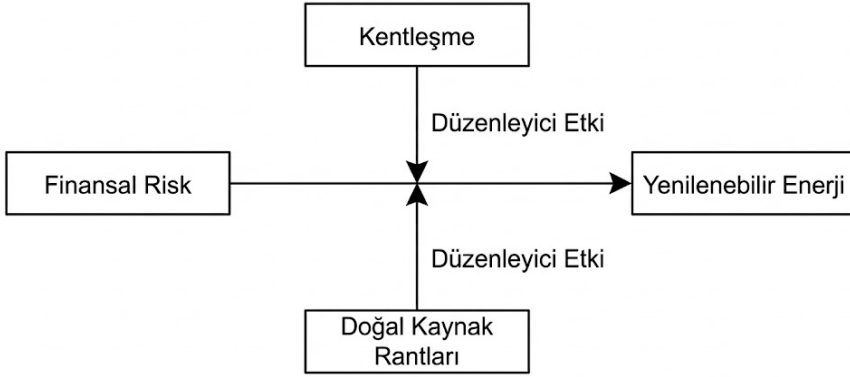 Kentleşme
Düzenleyici Etki
Finansal Risk
Yenilenebilir Enerji
Düzenleyici Etki
Doğal Kaynak
Rantları